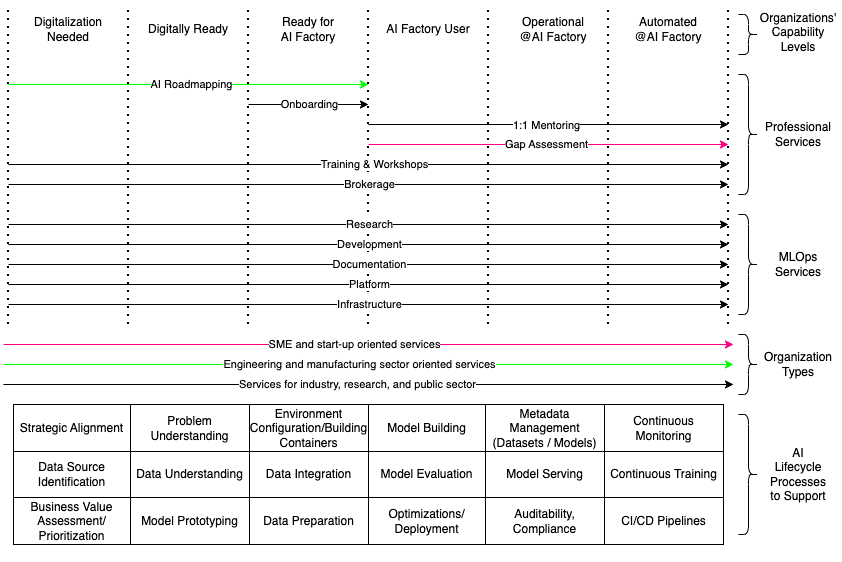 Digitalization
Needed
Digitally Ready
Ready for
AI Factory
AI Factory User
Operational
@AI Factory
Automated
@AI Factory
Organizations'
Capability
Levels
AI Roadmapping
Onboarding
1:1 Mentoring
Gap Assessment
Training & Workshops
Brokerage
Professional
Services
Research
Development
Documentation
Platform
Infrastructure
MLOps
Services
SME and start-up oriented services
Engineering and manufacturing sector oriented services
Services for industry, research, and public sector
Organization
Types
Strategic Alignment
Problem
Understanding
Environment
Configuration/Building
Containers
Model Building
Metadata
Management
(Datasets / Models)
Continuous
Monitoring
Data Source
Identification
Data Understanding
Data Integration
Model Evaluation
Model Serving
Continuous Training
Business Value
Assessment/
Prioritization
Model Prototyping
Data Preparation
Optimizations/
Deployment
Auditability,
Compliance
CI/CD Pipelines
AI
Lifecycle
Processes
to Support